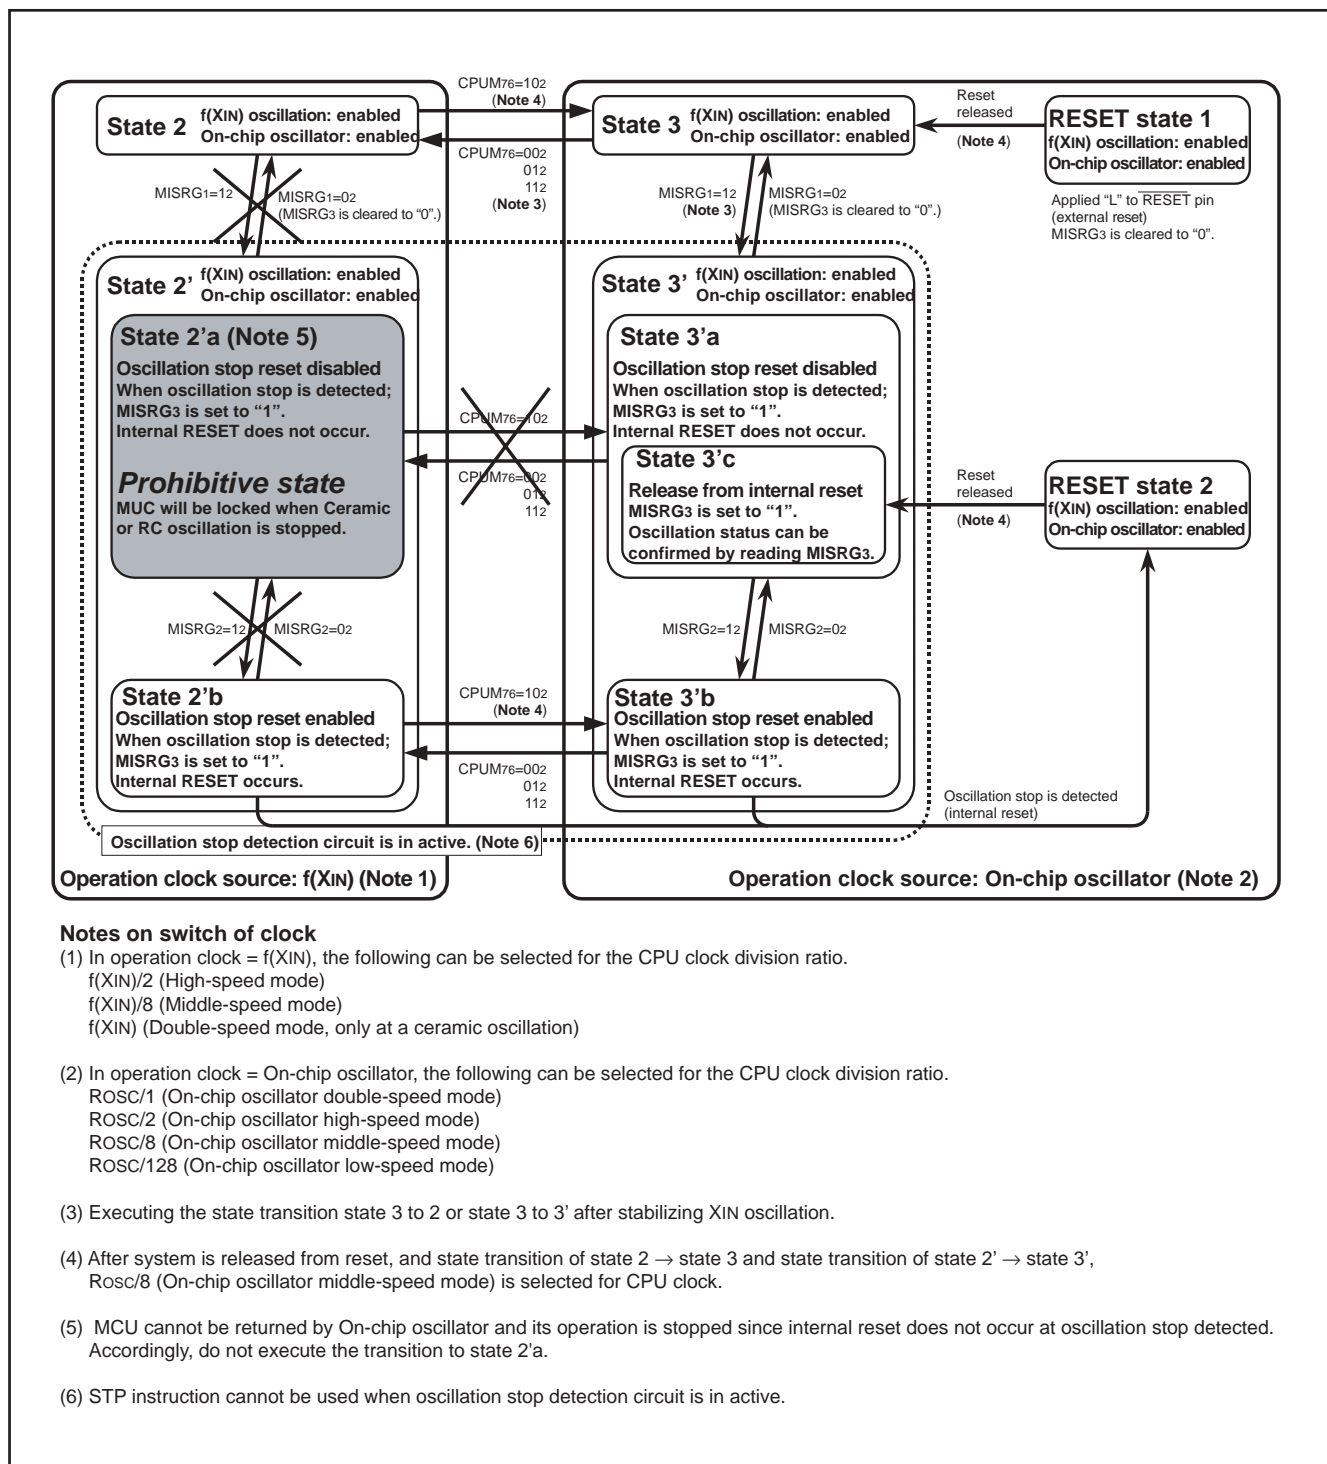 CPUM76=102
(Note 4)
State 2
f(XIN) oscillation: enabled
On-chip oscillator: enabled
State 3
f(XIN) oscillation: enabled
On-chip oscillator: enabled
Reset
released
(Note 4)
RESET state 1
f(XIN) oscillation: enabled
On-chip oscillator: enabled
CPUM76=002
012
112
(Note 3)
MISRG1=12
MISRG1=02
(MISRG3 is cleared to “0”.)
MISRG1=12
(Note 3)
MISRG1=02
(MISRG3 is cleared to “0”.)
Applied “L” to RESET pin
(external reset)
MISRG3 is cleared to “0”.
State 2'
f(XIN) oscillation: enabled
On-chip oscillator: enabled
State 3'
f(XIN) oscillation: enabled
On-chip oscillator: enabled
State 2'a (Note 5)
Oscillation stop reset disabled
When oscillation stop is detected;
MISRG3 is set to “1”.
Internal RESET does not occur.
Prohibitive state
MUC will be locked when Ceramic
or RC oscillation is stopped.
CPUM76=102
CPUM76=002
012
112
State 3'a
Oscillation stop reset disabled
When oscillation stop is detected;
MISRG3 is set to “1”.
Internal RESET does not occur.
State 3'c
Release from internal reset
MISRG3 is set to “1”.
Oscillation status can be
confirmed by reading MISRG3.
Reset
released
(Note 4)
RESET state 2
f(XIN) oscillation: enabled
On-chip oscillator: enabled
MISRG2=12
MISRG2=02
MISRG2=12
MISRG2=02
State 2'b
Oscillation stop reset enabled
When oscillation stop is detected;
MISRG3 is set to “1”.
Internal RESET occurs.
CPUM76=102
(Note 4)
CPUM76=002
012
112
State 3'b
Oscillation stop reset enabled
When oscillation stop is detected;
MISRG3 is set to “1”.
Internal RESET occurs.
Oscillation stop is detected
(internal reset)
Oscillation stop detection circuit is in active. (Note 6)
Operation clock source: f(XIN) (Note 1)
Operation clock source: On-chip oscillator (Note 2)
Notes on switch of clock
(1) In operation clock = f(XIN), the following can be selected for the CPU clock division ratio.
f(XIN)/2 (High-speed mode)
f(XIN)/8 (Middle-speed mode)
f(XIN) (Double-speed mode, only at a ceramic oscillation)
(2) In operation clock = On-chip oscillator, the following can be selected for the CPU clock division ratio.
ROSC/1 (On-chip oscillator double-speed mode)
ROSC/2 (On-chip oscillator high-speed mode)
ROSC/8 (On-chip oscillator middle-speed mode)
ROSC/128 (On-chip oscillator low-speed mode)
(3) Executing the state transition state 3 to 2 or state 3 to 3' after stabilizing XIN oscillation.
(4) After system is released from reset, and state transition of state 2 → state 3 and state transition of state 2' → state 3',
ROSC/8 (On-chip oscillator middle-speed mode) is selected for CPU clock.
(5) MCU cannot be returned by On-chip oscillator and its operation is stopped since internal reset does not occur at oscillation stop detected.
Accordingly, do not execute the transition to state 2'a.
(6) STP instruction cannot be used when oscillation stop detection circuit is in active.